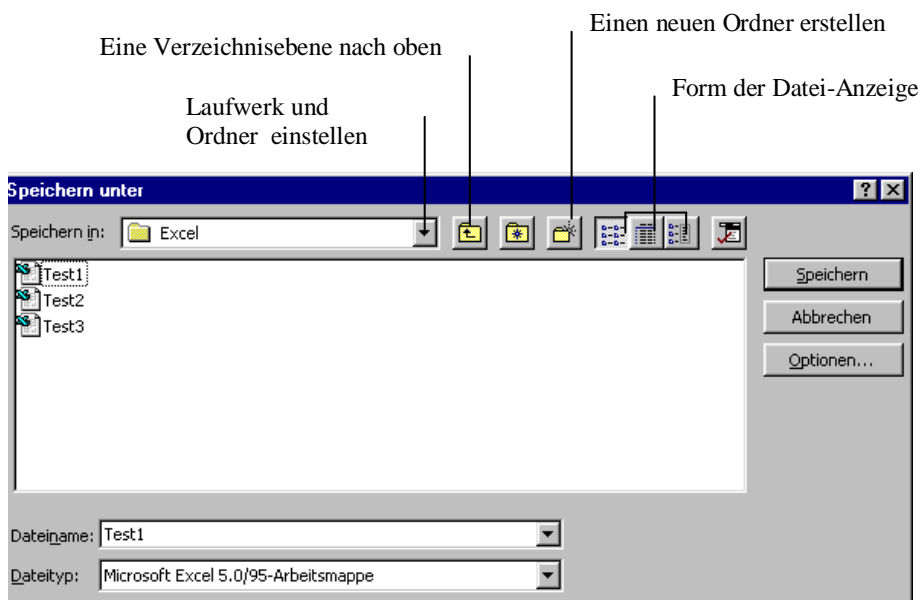 Einen neuen Ordner erstellen
Eine Verzeichnisebene nach oben
Form der Datei-Anzeige
Laufwerk und
Ordner einstellen
Speichern unter
Speichern in: Excel
Test1
Test2
Test3
Speichern
Abbrechen
Optionen...
Dateiname: Test1
Dateityp: Microsoft Excel 5.0/95-Arbeitsmappe